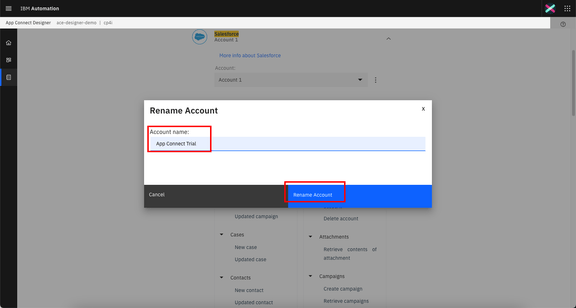 IBM Automation
App Connect Designer ace-designer-demo | cp4i
Salesforce
Account 1
More info about Salesforce
Account:
Account 1
Rename Account
X
Account name:
App Connect Trial
Cancel
Rename Account
Updated campaign
Cases
New case
Updated case
Contacts
New contact
Updated contact
Delete account
Attachments
Retrieve contents of
attachment
Campaigns
Create campaign
Retrieve campaigns